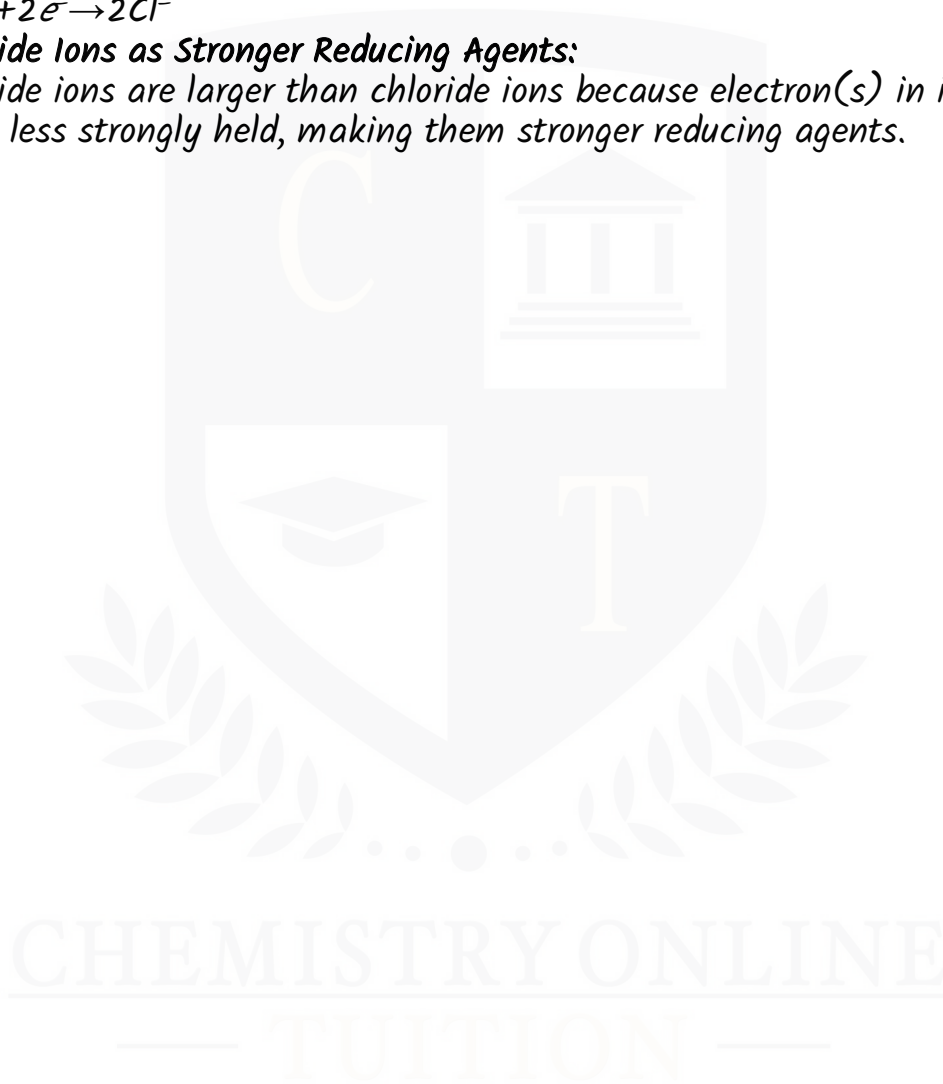 +2e⁻→2Cl⁻
ide Ions as Stronger Reducing Agents:
ide ions are larger than chloride ions because electron(s) in i
less strongly held, making them stronger reducing agents.
C
T
CHEMISTRY ONLINE
TUITION